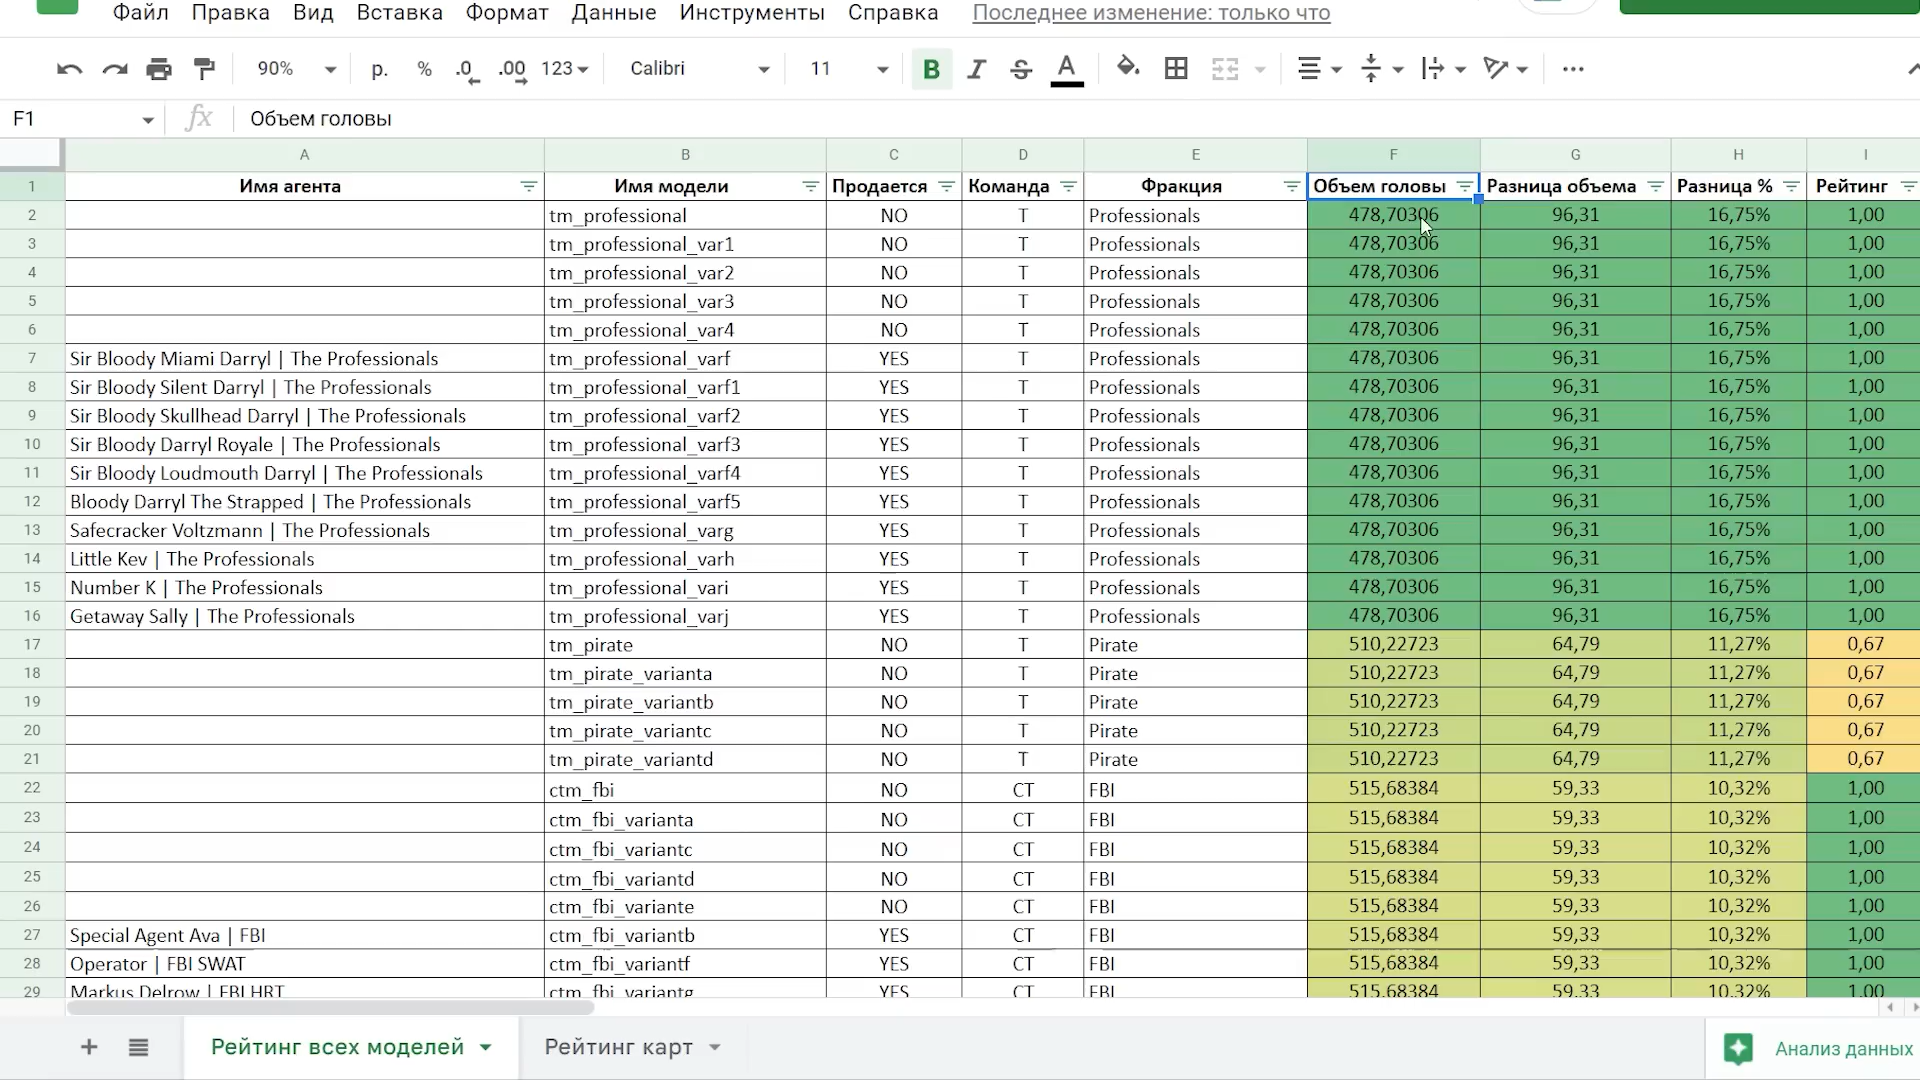 Файл Правка Вид Вставка Формат Данные Инструменты Справка Последнее изменение: только что
90% р. % .0 .00 123 Calibri 11 B I S A
F1 fx Объем головы
A B C D E F G H I
1 Имя агента Имя модели Продается Команда Фракция Объем головы Разница объема Разница % Рейтинг
2 tm_professional NO T Professionals 478,70306 96,31 16,75% 1,00
3 tm_professional_var1 NO T Professionals 478,70306 96,31 16,75% 1,00
4 tm_professional_var2 NO T Professionals 478,70306 96,31 16,75% 1,00
5 tm_professional_var3 NO T Professionals 478,70306 96,31 16,75% 1,00
6 tm_professional_var4 NO T Professionals 478,70306 96,31 16,75% 1,00
7 Sir Bloody Miami Darryl | The Professionals tm_professional_varf YES T Professionals 478,70306 96,31 16,75% 1,00
8 Sir Bloody Silent Darryl | The Professionals tm_professional_varf1 YES T Professionals 478,70306 96,31 16,75% 1,00
9 Sir Bloody Skullhead Darryl | The Professionals tm_professional_varf2 YES T Professionals 478,70306 96,31 16,75% 1,00
10 Sir Bloody Darryl Royale | The Professionals tm_professional_varf3 YES T Professionals 478,70306 96,31 16,75% 1,00
11 Sir Bloody Loudmouth Darryl | The Professionals tm_professional_varf4 YES T Professionals 478,70306 96,31 16,75% 1,00
12 Bloody Darryl The Strapped | The Professionals tm_professional_varf5 YES T Professionals 478,70306 96,31 16,75% 1,00
13 Safecracker Voltzmann | The Professionals tm_professional_varg YES T Professionals 478,70306 96,31 16,75% 1,00
14 Little Kev | The Professionals tm_professional_varh YES T Professionals 478,70306 96,31 16,75% 1,00
15 Number K | The Professionals tm_professional_vari YES T Professionals 478,70306 96,31 16,75% 1,00
16 Getaway Sally | The Professionals tm_professional_varj YES T Professionals 478,70306 96,31 16,75% 1,00
17 tm_pirate NO T Pirate 510,22723 64,79 11,27% 0,67
18 tm_pirate_varianta NO T Pirate 510,22723 64,79 11,27% 0,67
19 tm_pirate_variantb NO T Pirate 510,22723 64,79 11,27% 0,67
20 tm_pirate_variantc NO T Pirate 510,22723 64,79 11,27% 0,67
21 tm_pirate_variantd NO T Pirate 510,22723 64,79 11,27% 0,67
22 ctm_fbi NO CT FBI 515,68384 59,33 10,32% 1,00
23 ctm_fbi_varianta NO CT FBI 515,68384 59,33 10,32% 1,00
24 ctm_fbi_variantc NO CT FBI 515,68384 59,33 10,32% 1,00
25 ctm_fbi_variantd NO CT FBI 515,68384 59,33 10,32% 1,00
26 ctm_fbi_variante NO CT FBI 515,68384 59,33 10,32% 1,00
27 Special Agent Ava | FBI ctm_fbi_variantb YES CT FBI 515,68384 59,33 10,32% 1,00
28 Operator | FBI SWAT ctm_fbi_variantf YES CT FBI 515,68384 59,33 10,32% 1,00
29 Markus Delrow | FBI HRT ctm_fbi_variantg YES CT FBI 515,68384 59,33 10,32% 1,00
Рейтинг всех моделей Рейтинг карт Анализ данных